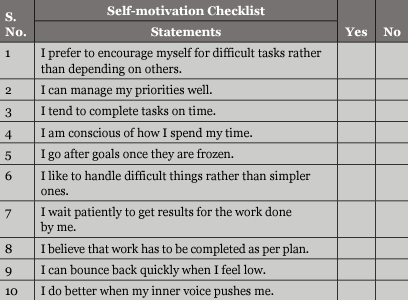 S. No.
Self-motivation Checklist
Statements
Yes No
1 I prefer to encourage myself for difficult tasks rather
than depending on others.
2 I can manage my priorities well.
3 I tend to complete tasks on time.
4 I am conscious of how I spend my time.
5 I go after goals once they are frozen.
6 I like to handle difficult things rather than simpler
ones.
7 I wait patiently to get results for the work done
by me.
8 I believe that work has to be completed as per plan.
9 I can bounce back quickly when I feel low.
10 I do better when my inner voice pushes me.